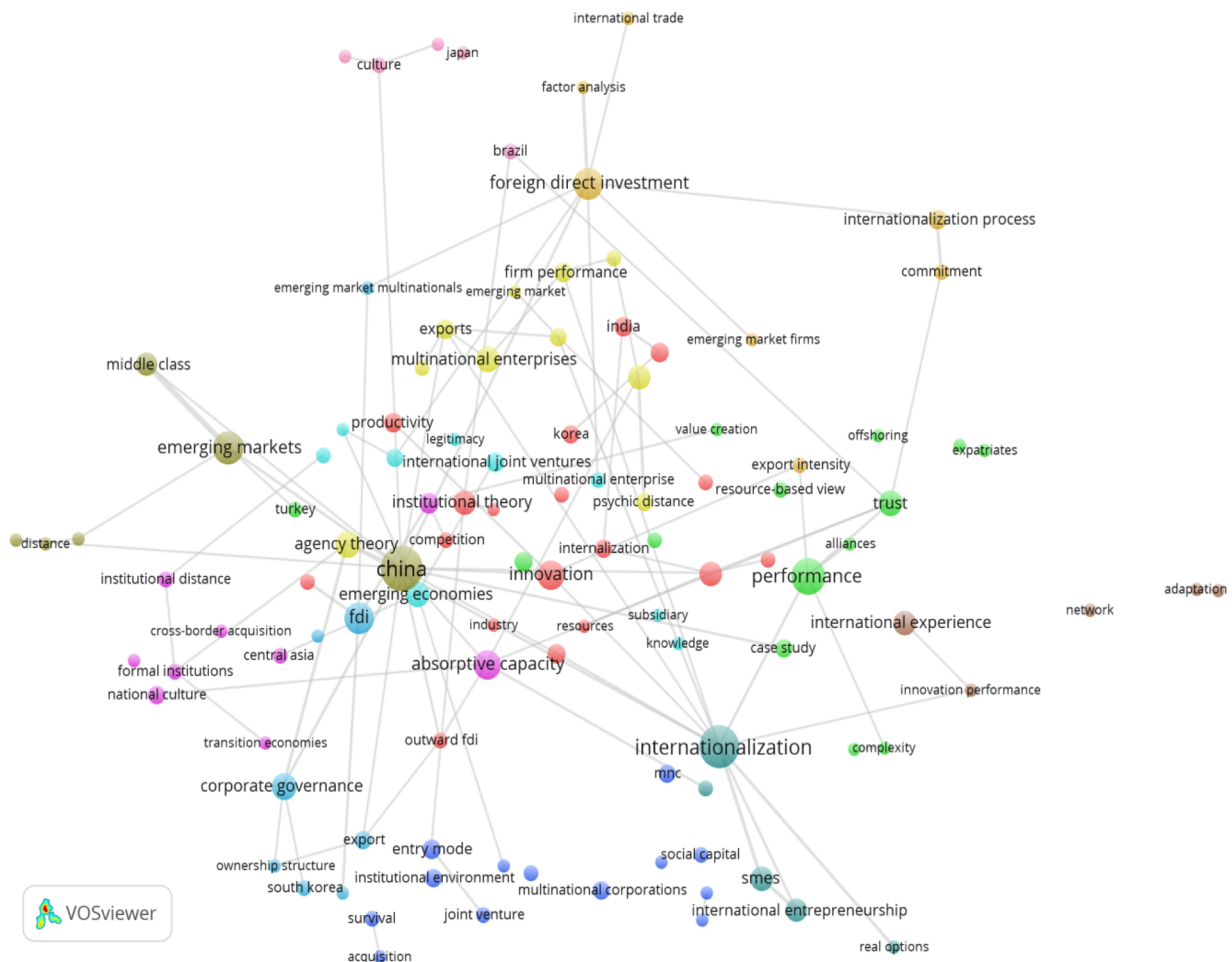 international trade
japan
culture
factor analysis
brazil
foreign direct investment
internationalization process
commitment
firm performance
emerging market multinationals
emerging market
exports
india
emerging market firms
multinational enterprises
middle class
productivity
value creation
korea
offshoring
legitimacy
emerging markets
expatriates
international joint ventures
export intensity
multinational enterprise
resource-based view
institutional theory
psychic distance
trust
turkey
competition
distance
agency theory
internalization
alliances
china
innovation
performance
institutional distance
adaptation
emerging economies
network
fdi
subsidiary
international experience
industry
resources
cross-border acquisition
knowledge
case study
central asia
absorptive capacity
formal institutions
national culture
innovation performance
transition economies
outward fdi
internationalization
complexity
mnc
corporate governance
export
entry mode
social capital
ownership structure
institutional environment
smes
south korea
multinational corporations
international entrepreneurship
survival
joint venture
VOSviewer
real options
acquisition